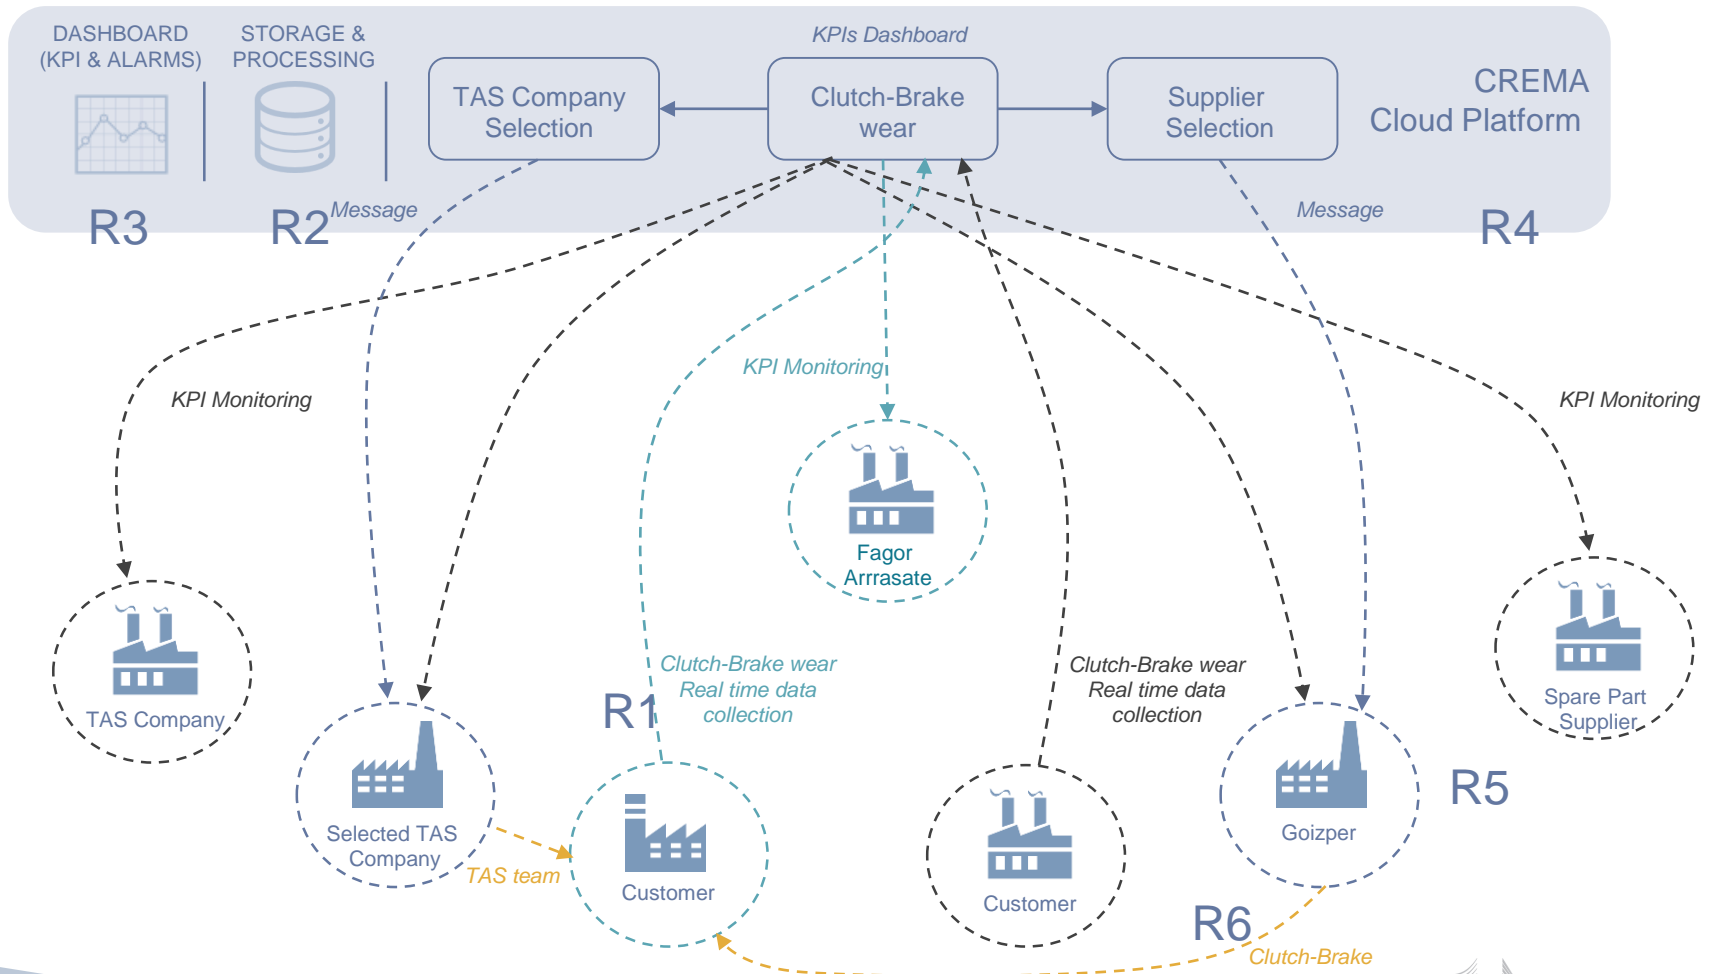 DASHBOARD
(KPI & ALARMS)
STORAGE &
PROCESSING
KPIs Dashboard
TAS Company
Selection
Clutch-Brake
wear
Supplier
Selection
CREMA
Cloud Platform
R3
R2
Message
Message
R4
KPI Monitoring
KPI Monitoring
KPI Monitoring
Fagor
Arrrasate
Clutch-Brake wear
Real time data
collection
R1
Clutch-Brake wear
Real time data
collection
TAS Company
Spare Part
Supplier
Selected TAS
Company
TAS team
Customer
Customer
Goizper
R5
R6
Clutch-Brake